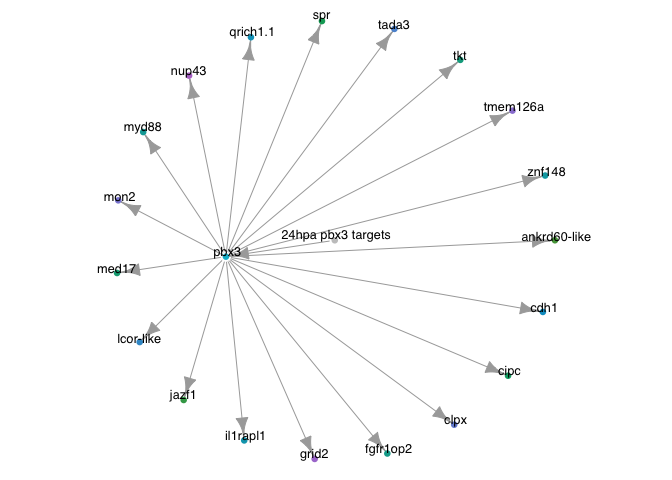 spr
tada3
qrich1.1
tkt
nup43
tmem126a
myd88
znf148
mon2
24hpa pbx3 targets
ankrd60-like
pbx3
med17
cdh1
lcor-like
cipc
jazf1
clpx
il1rapl1
fgfr1op2
grid2